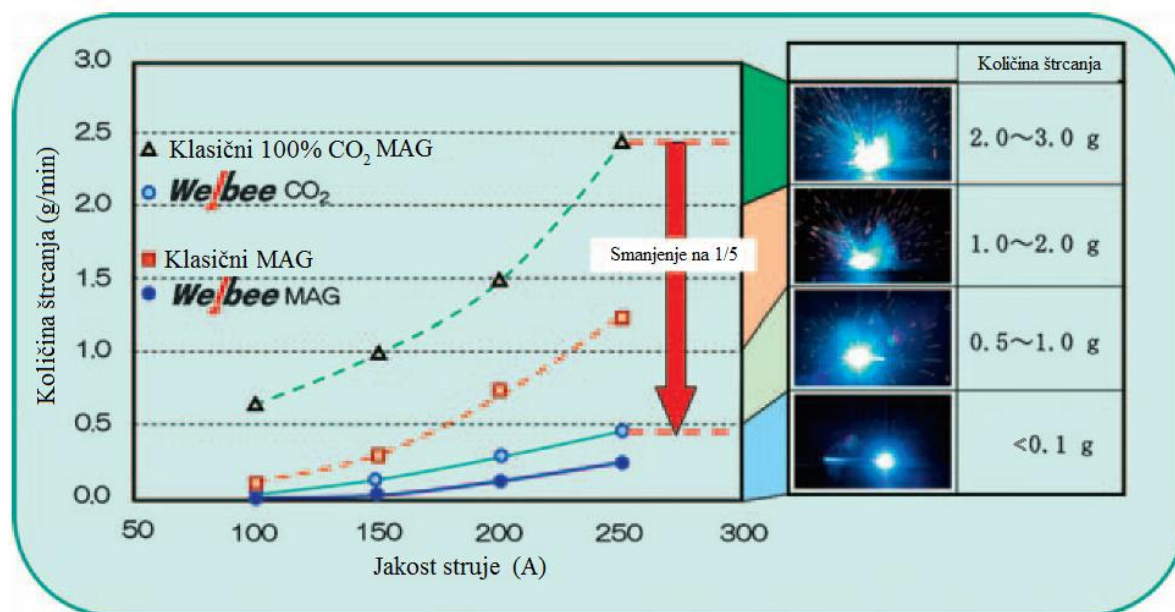 Količina štrcanja (g/min)
3.0
2.5
2.0
1.5
1.0
0.5
0.0
50 100 150 200 250 300
Jakost struje (A)
Klasični 100% CO₂ MAG
Welbee CO₂
Klasični MAG
Welbee MAG
Smanjenje na 1/5
Količina štrcanja
2.0~3.0 g
1.0~2.0 g
0.5~1.0 g
<0.1 g